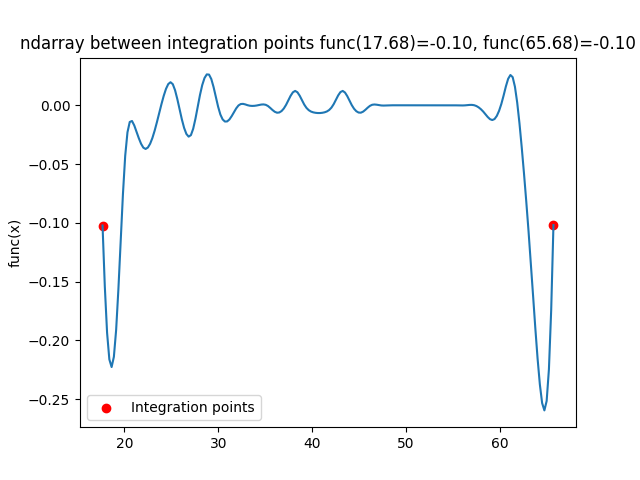 ndarray between integration points func(17.68)=-0.10, func(65.68)=-0.10
func(x)
0.00
−0.05
−0.10
−0.15
−0.20
−0.25
Integration points
20 30 40 50 60